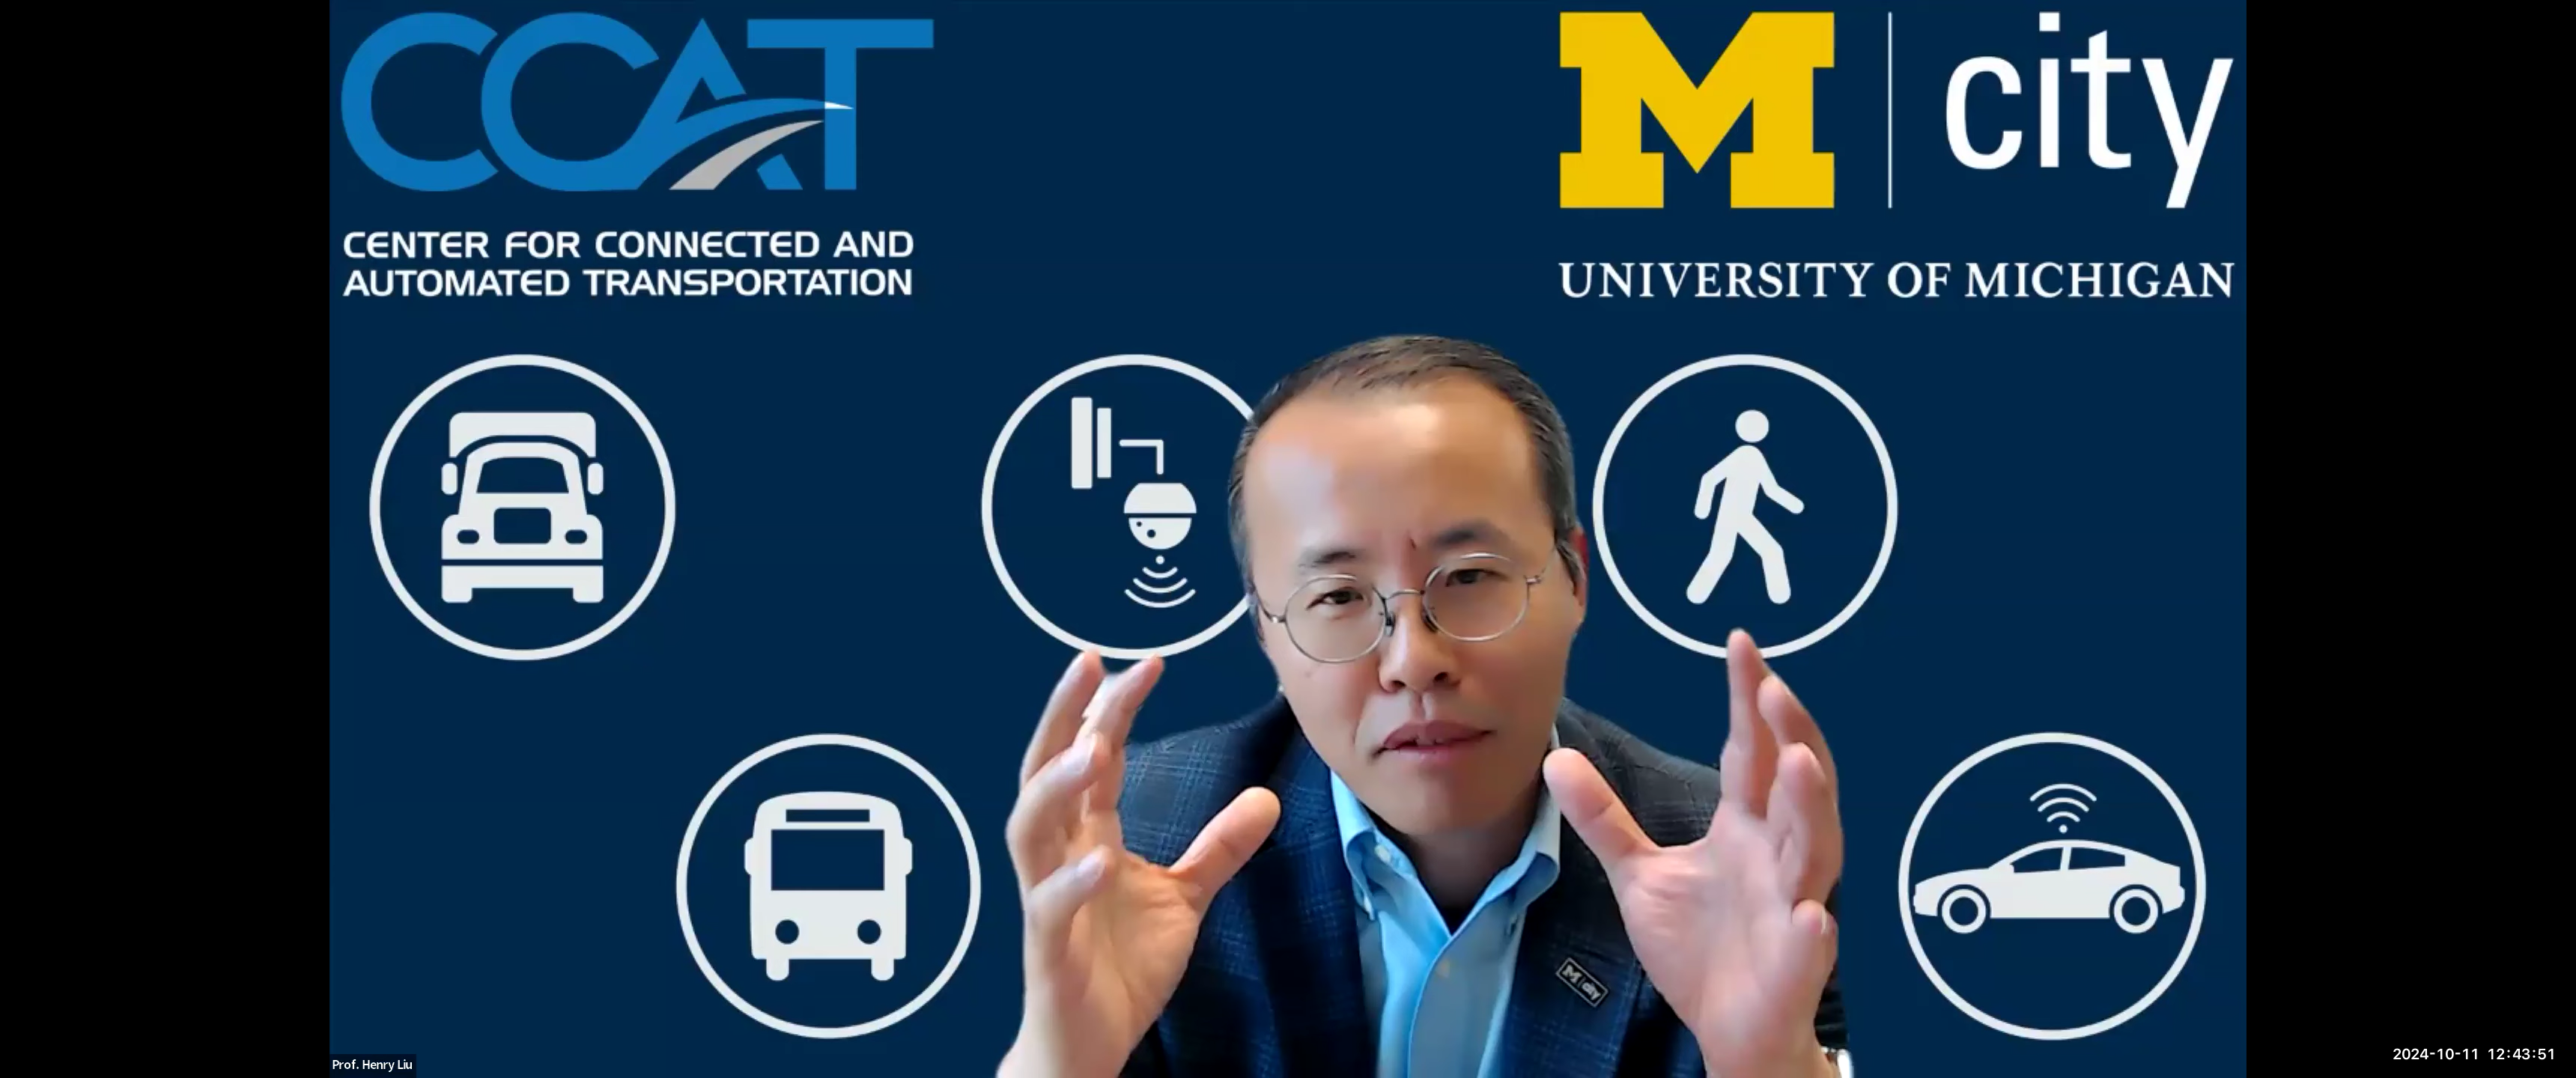 CCAT
CENTER FOR CONNECTED AND
AUTOMATED TRANSPORTATION
M | city
UNIVERSITY OF MICHIGAN
M | city
Prof. Henry Liu
2024-10-11 12:43:51